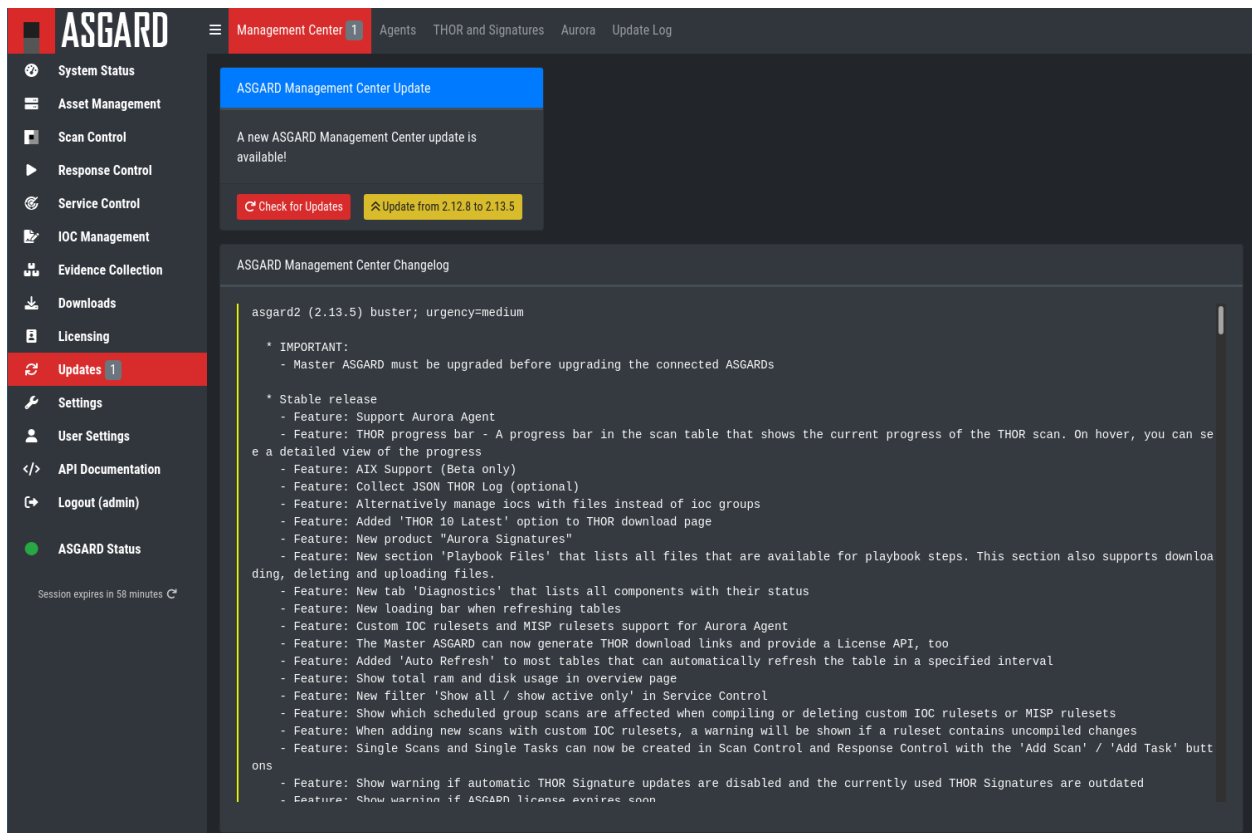 ASGARD
Management Center 1 Agents THOR and Signatures Aurora Update Log
System Status
Asset Management
Scan Control
Response Control
Service Control
IOC Management
Evidence Collection
Downloads
Licensing
Updates 1
Settings
User Settings
API Documentation
Logout (admin)
ASGARD Status
Session expires in 58 minutes
ASGARD Management Center Update
A new ASGARD Management Center update is
available!
Check for Updates Update from 2.12.8 to 2.13.5
ASGARD Management Center Changelog
asgard2 (2.13.5) buster; urgency=medium
* IMPORTANT:
- Master ASGARD must be upgraded before upgrading the connected ASGARDs
* Stable release
- Feature: Support Aurora Agent
- Feature: THOR progress bar - A progress bar in the scan table that shows the current progress of the THOR scan. On hover, you can se
e a detailed view of the progress
- Feature: AIX Support (Beta only)
- Feature: Collect JSON THOR Log (optional)
- Feature: Alternatively manage iocs with files instead of ioc groups
- Feature: Added 'THOR 10 Latest' option to THOR download page
- Feature: New product "Aurora Signatures"
- Feature: New section 'Playbook Files' that lists all files that are available for playbook steps. This section also supports downloa
ding, deleting and uploading files.
- Feature: New tab 'Diagnostics' that lists all components with their status
- Feature: New loading bar when refreshing tables
- Feature: Custom IOC rulesets and MISP rulesets support for Aurora Agent
- Feature: The Master ASGARD can now generate THOR download links and provide a License API, too
- Feature: Added 'Auto Refresh' to most tables that can automatically refresh the table in a specified interval
- Feature: Show total ram and disk usage in overview page
- Feature: New filter 'Show all / show active only' in Service Control
- Feature: Show which scheduled group scans are affected when compiling or deleting custom IOC rulesets or MISP rulesets
- Feature: When adding new scans with custom IOC rulesets, a warning will be shown if a ruleset contains uncompiled changes
- Feature: Single Scans and Single Tasks can now be created in Scan Control and Response Control with the 'Add Scan' / 'Add Task' butt
ons
- Feature: Show warning if automatic THOR Signature updates are disabled and the currently used THOR Signatures are outdated
- Feature: Show warning if ASGARD license expires soon